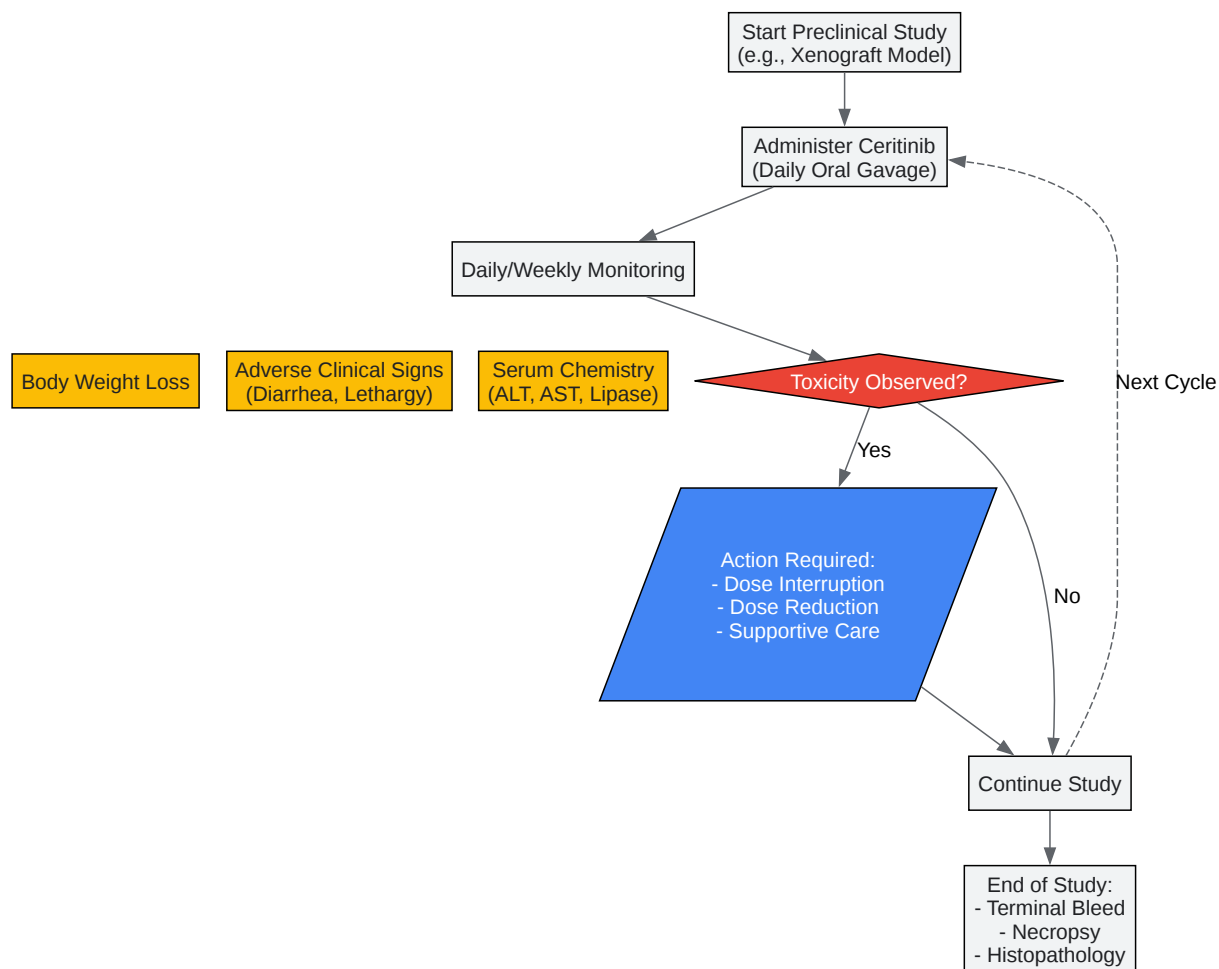 Start Preclinical Study
(e.g., Xenograft Model)
Administer Ceritinib
(Daily Oral Gavage)
Daily/Weekly Monitoring
Body Weight Loss
Adverse Clinical Signs
(Diarrhea, Lethargy)
Serum Chemistry
(ALT, AST, Lipase)
Toxicity Observed?
Next Cycle
Yes
Action Required:
- Dose Interruption
- Dose Reduction
- Supportive Care
No
Continue Study
End of Study:
- Terminal Bleed
- Necropsy
- Histopathology